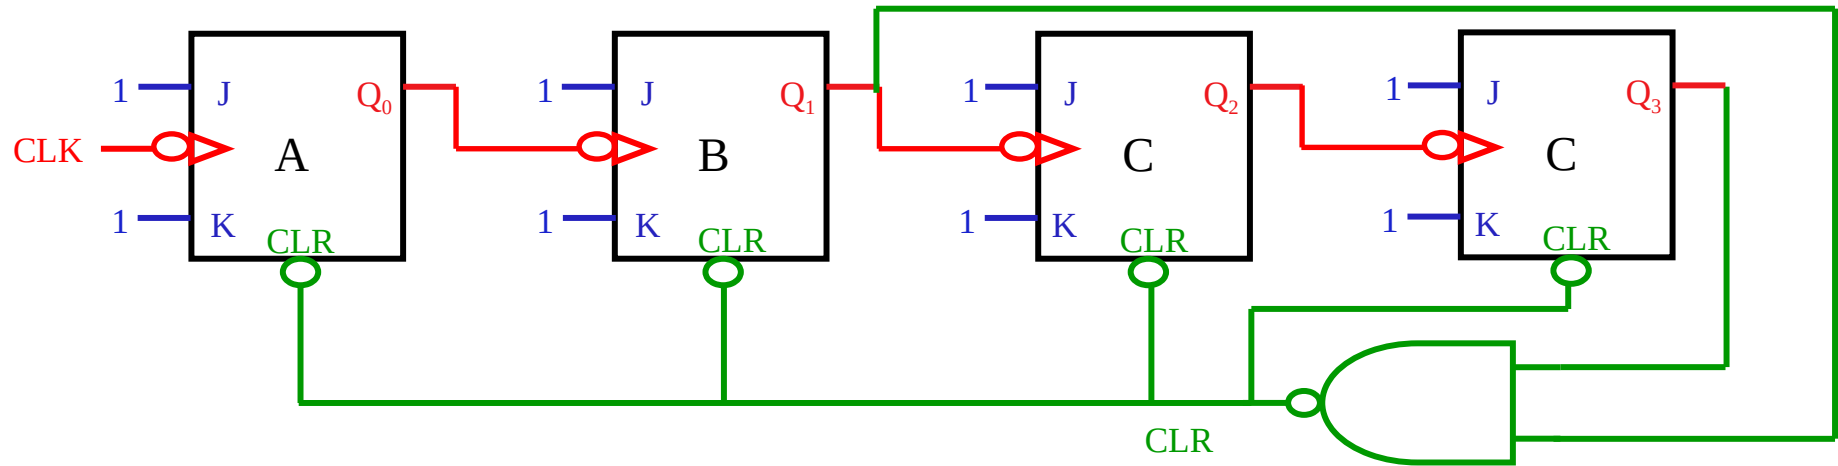 1 J Q0 1 J Q1 1 J Q2 1 J Q3
CLK A B C C
1 K 1 K 1 K 1 K
CLR CLR CLR CLR
CLR